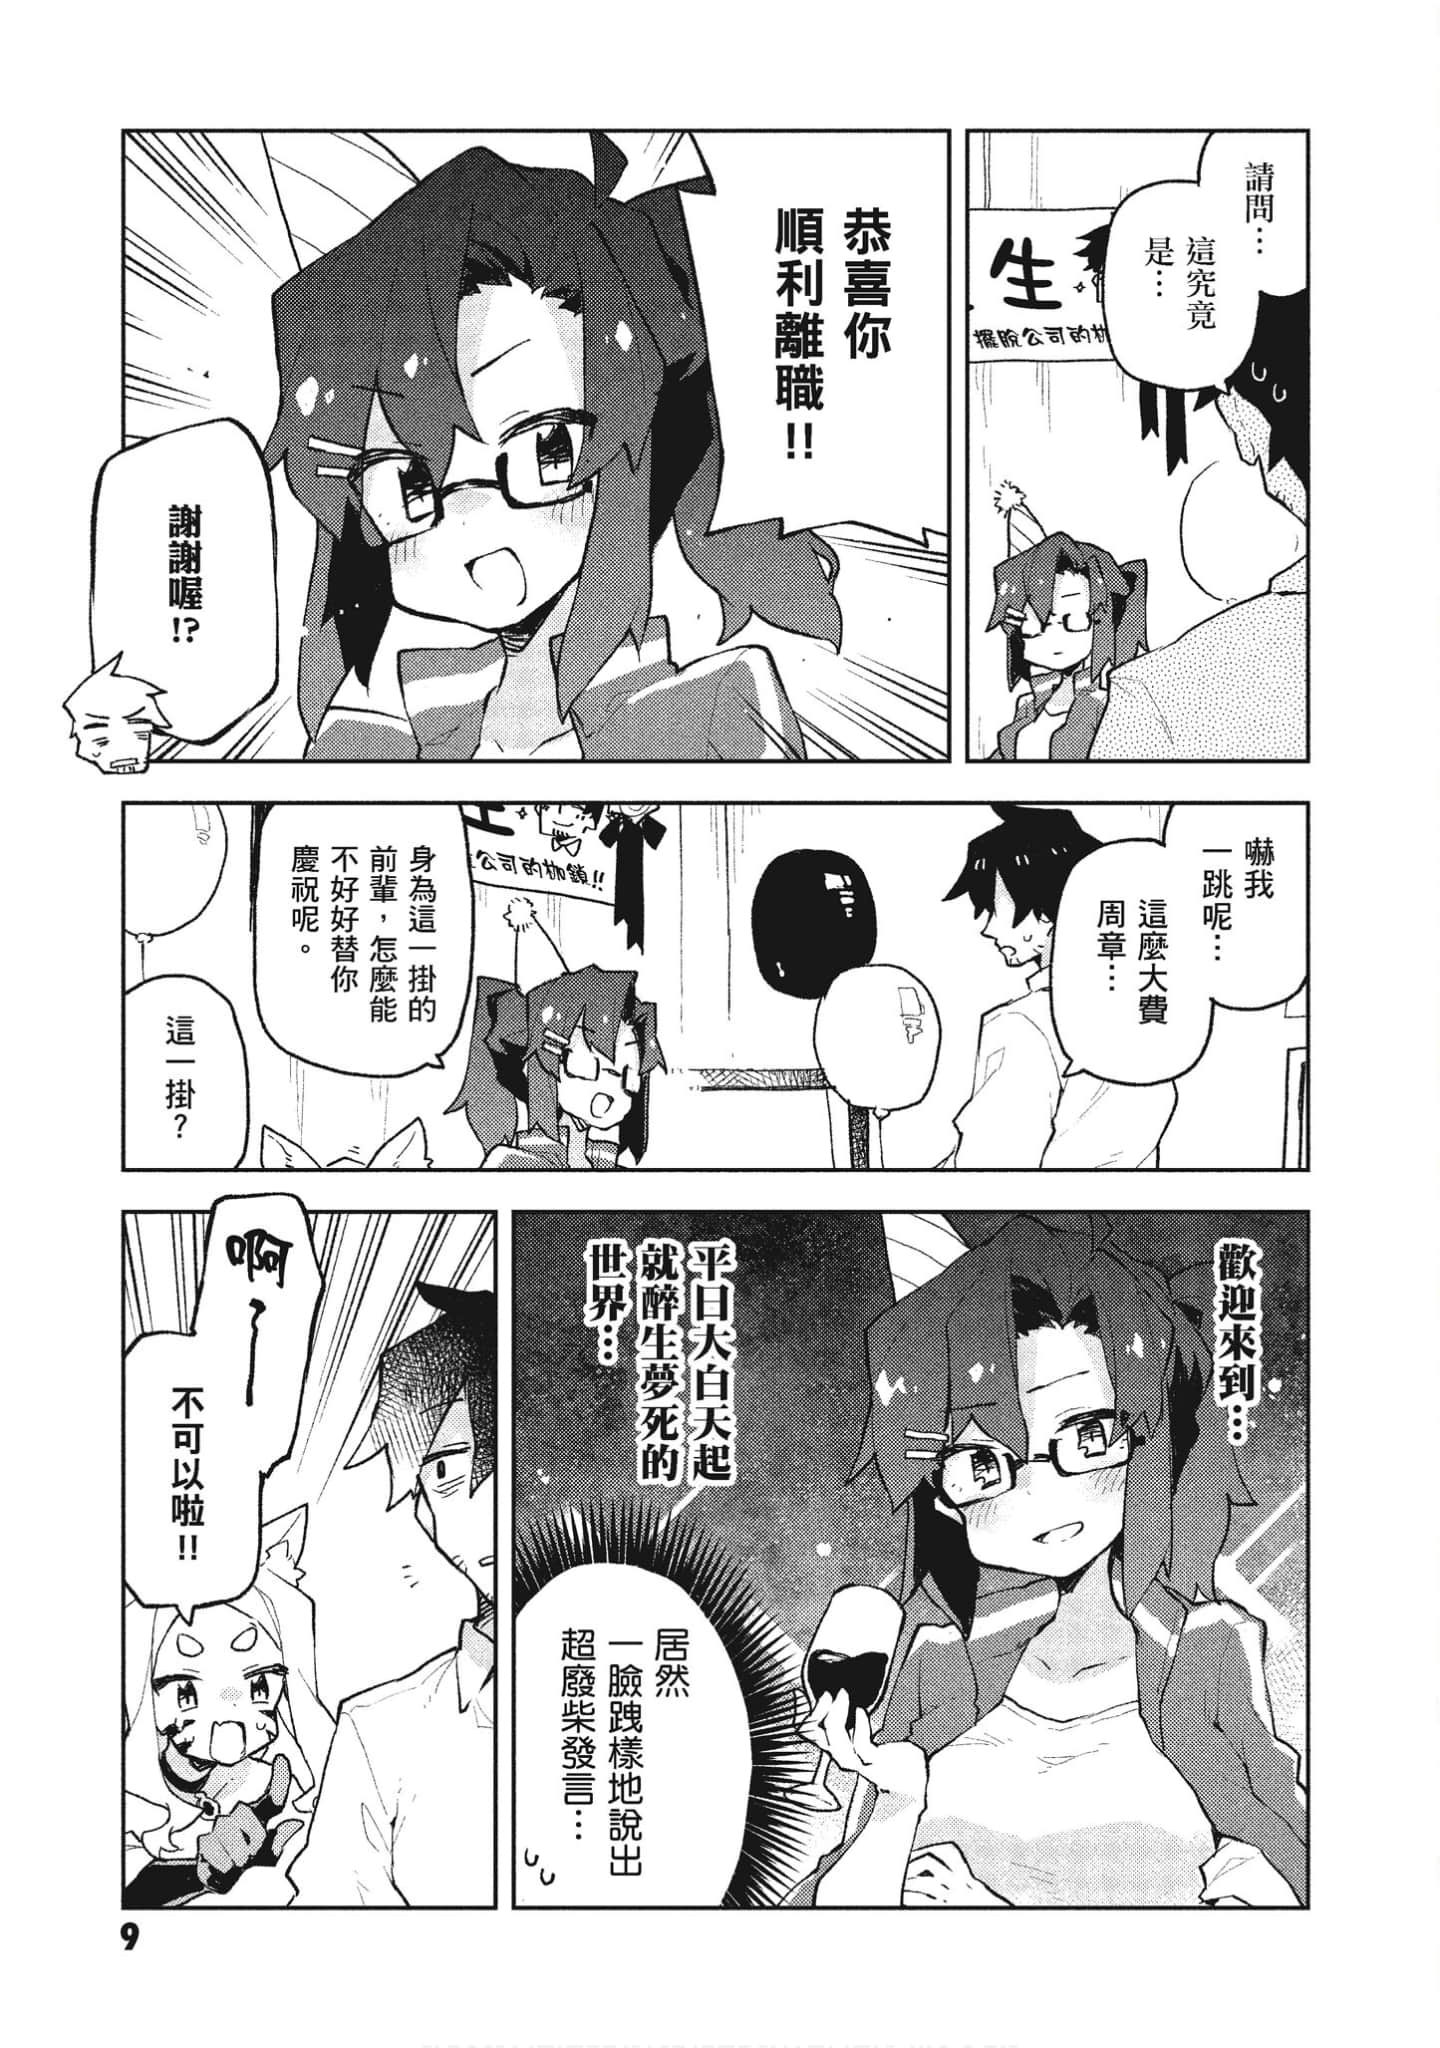 請問…
這究竟
是…
生
擺脫公司的枷
恭喜你
順利離職!!
謝謝喔!?
嚇我
一跳呢…
這麼大費
周章…
公司的枷鎖!!
身為這一掛的
前輩，怎麼能
不好好替你
慶祝呢。
這一掛?
歡迎來到…
平日大白天起
就醉生夢死的
世界…
居然
一臉跩樣地說出
超廢柴發言…
啊～
不可以啦!!
9